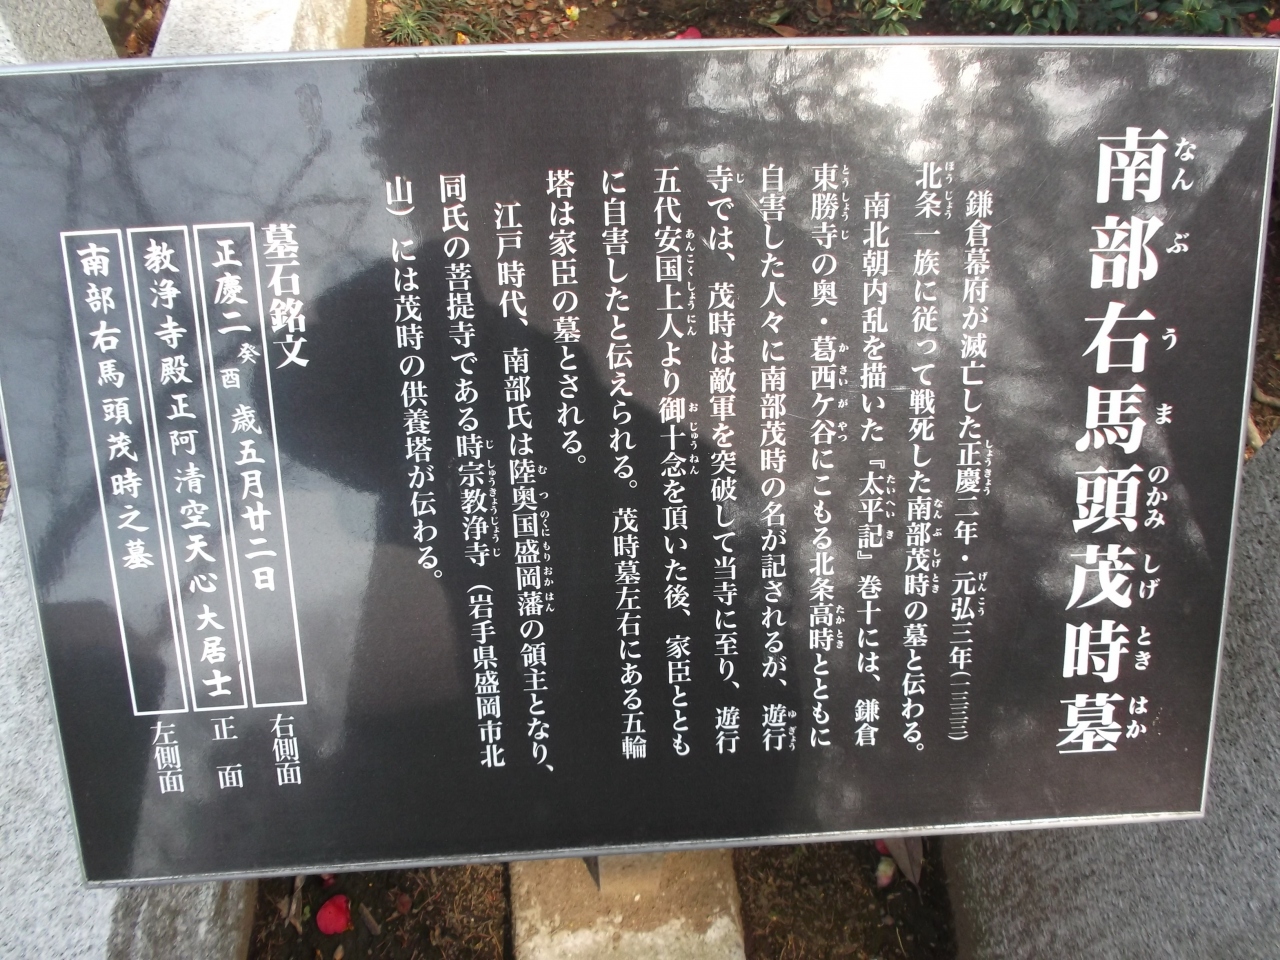 南部右馬頭茂時墓
なんぶうまのかみしげときはか
鎌倉幕府が滅亡した正慶二年・元弘三年(一三三三)
北条一族に従って戦死した南部茂時の墓と伝わる。
南北朝内乱を描いた『太平記』巻十には、鎌倉
東勝寺の奥・葛西ケ谷にこもる北条高時とともに
自害した人々に南部茂時の名が記されるが、遊行
寺では、茂時は敵軍を突破して当寺に至り、遊行
五代安国上人より御十念を頂いた後、家臣ととも
に自害したと伝えられる。茂時墓左右にある五輪
塔は家臣の墓とされる。
江戸時代、南部氏は陸奥国盛岡藩の領主となり、
同氏の菩提寺である時宗教浄寺(岩手県盛岡市北
山)には茂時の供養塔が伝わる。
墓石銘文
正慶二癸酉歳五月廿二日 右側面
教浄寺殿正阿清空天心大居士 正面
南部右馬頭茂時之墓 左側面